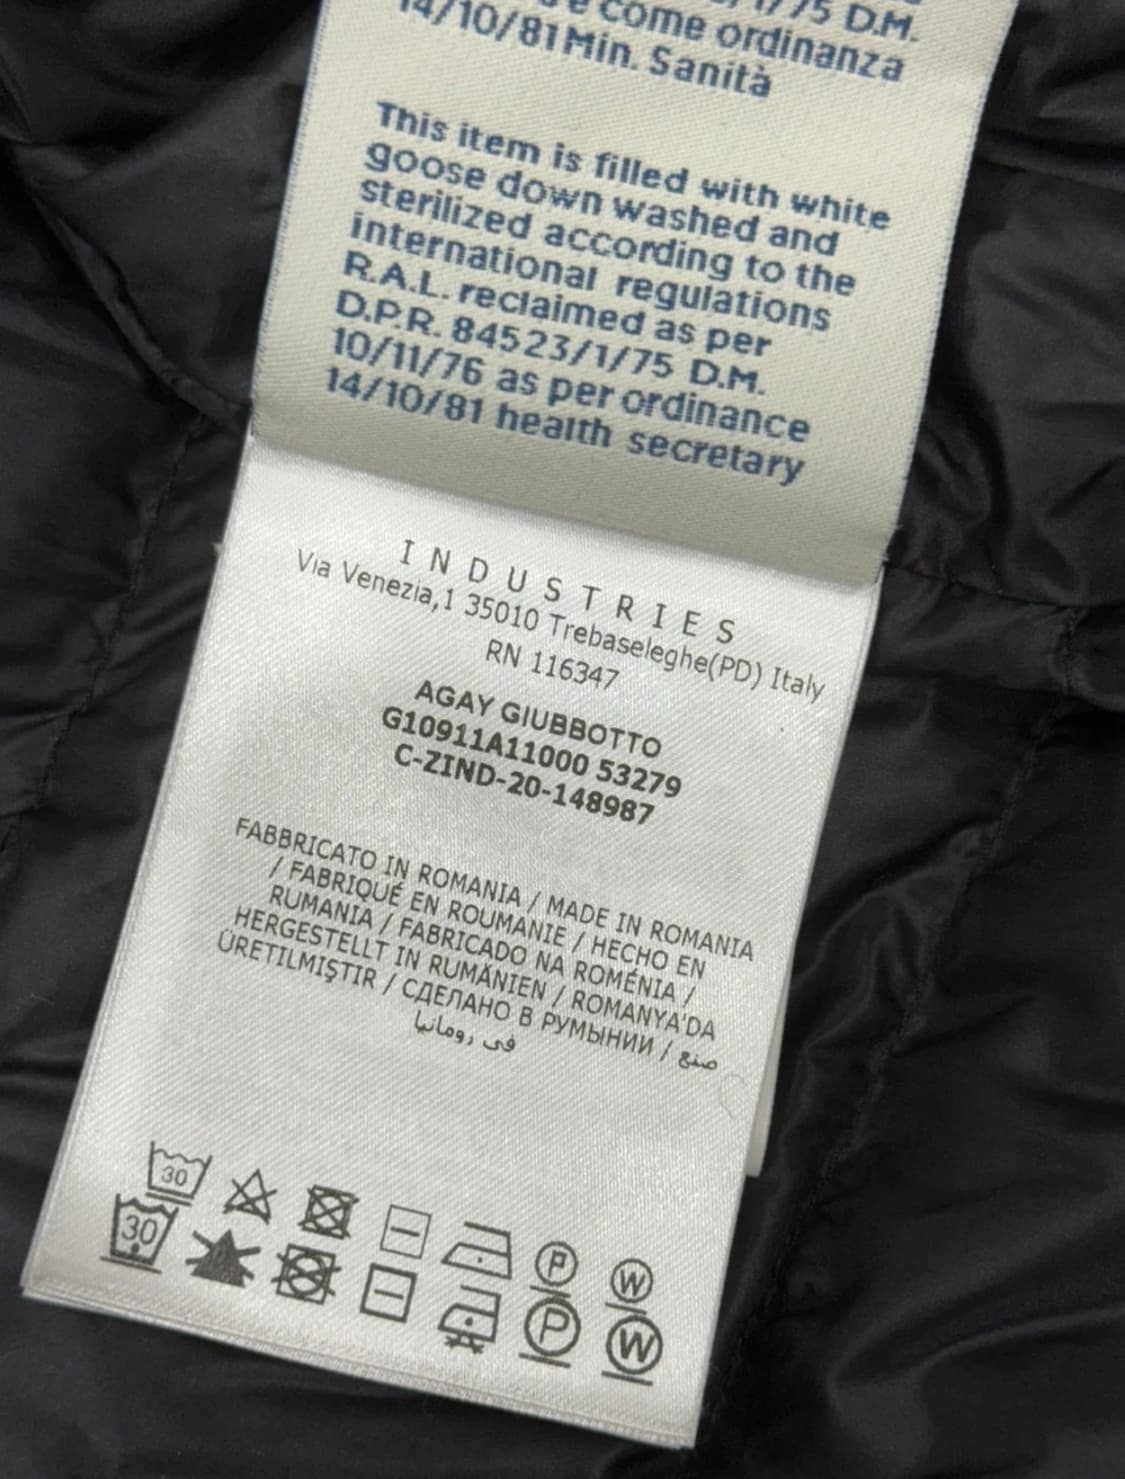 1/75 D.M.
come ordinanza
14/10/81 Min. Sanità
This item is filled with white
goose down washed and
sterilized according to the
international regulations
R.A.L. reclaimed as per
D.P.R. 84523/1/75 D.M.
10/11/76 as per ordinance
14/10/81 health secretary
INDUSTRIES
Via Venezia,1 35010 Trebaseleghe(PD) Italy
RN 116347
AGAY GIUBBOTTO
G10911A11000 53279
C-ZIND-20-148987
FABBRICATO IN ROMANIA / MADE IN ROMANIA
/ FABRIQUÉ EN ROUMANIE / HECHO EN
RUMANIA / FABRICADO NA ROMÉNIA /
HERGESTELLT IN RUMÄNIEN / ROMANYA'DA
ÜRETILMIŞTIR / СДЕЛАНО В РУМЫНИИ / صنع
في رومانيا
30
P W
30
P W